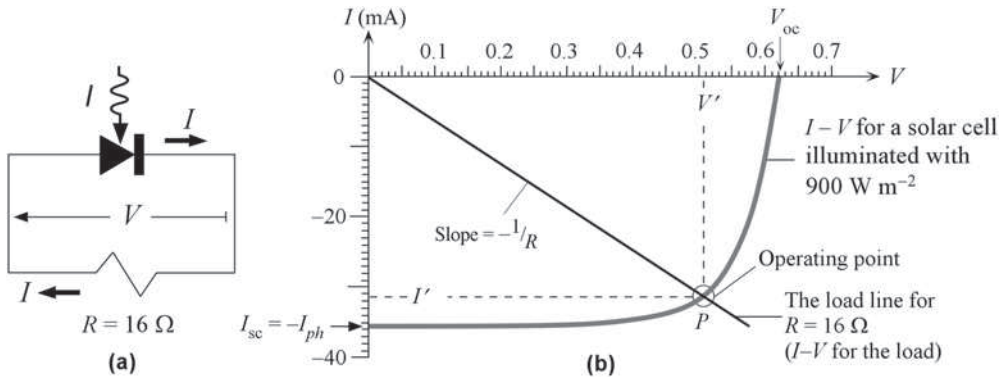 I
I
V
I
R = 16 Ω
(a)
I (mA)
V_oc
0.1 0.2 0.3 0.4 0.5 0.6 0.7
0
V
V′
I – V for a solar cell
illuminated with
900 W m⁻²
–20
Slope = –1/R
Operating point
I′
P
The load line for
R = 16 Ω
(I–V for the load)
I_sc = –I_ph
–40
(b)